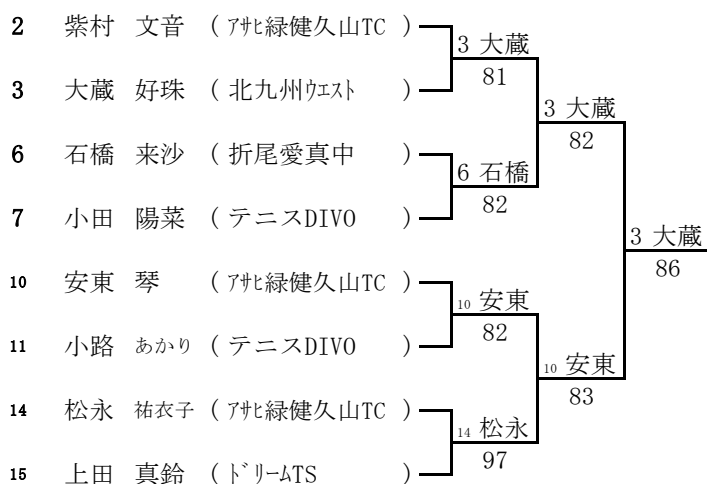 2 紫村 文音 ( アサヒ緑健久山TC )
3 大蔵
81
3 大蔵 好珠 ( 北九州ウエスト )
3 大蔵
82
6 石橋 来沙 ( 折尾愛真中 )
6 石橋
82
7 小田 陽菜 ( テニスDIVO )
3 大蔵
86
10 安東 琴 ( アサヒ緑健久山TC )
10 安東
82
11 小路 あかり ( テニスDIVO )
10 安東
83
14 松永 祐衣子 ( アサヒ緑健久山TC )
14 松永
97
15 上田 真鈴 ( ドリームTS )